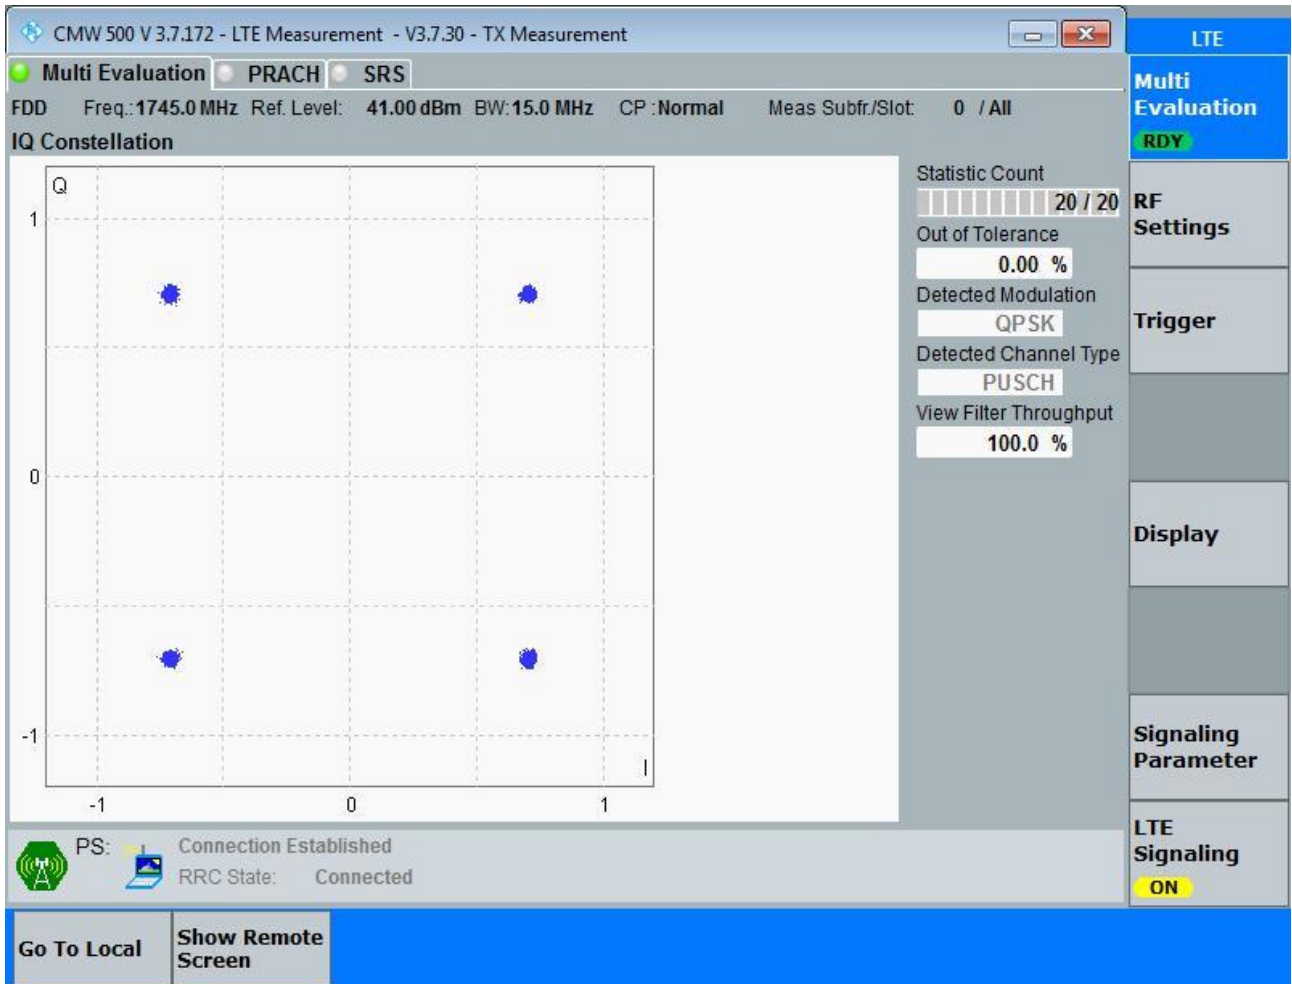 CMW 500 V 3.7.172 - LTE Measurement - V3.7.30 - TX Measurement
LTE
Multi Evaluation PRACH SRS
Multi
Evaluation
RDY
FDD Freg.:1745.0 MHz Ref. Level: 41.00 dBm BW:15.0 MHz CP :Normal Meas Subfr./Slot: 0 / All
IQ Constellation
Q
1
0
-1
-1 0 1
I
Statistic Count
20 / 20
Out of Tolerance
0.00 %
Detected Modulation
QPSK
Detected Channel Type
PUSCH
View Filter Throughput
100.0 %
RF
Settings
Trigger
Display
Signaling
Parameter
LTE
Signaling
ON
PS: Connection Established
RRC State: Connected
Go To Local
Show Remote
Screen